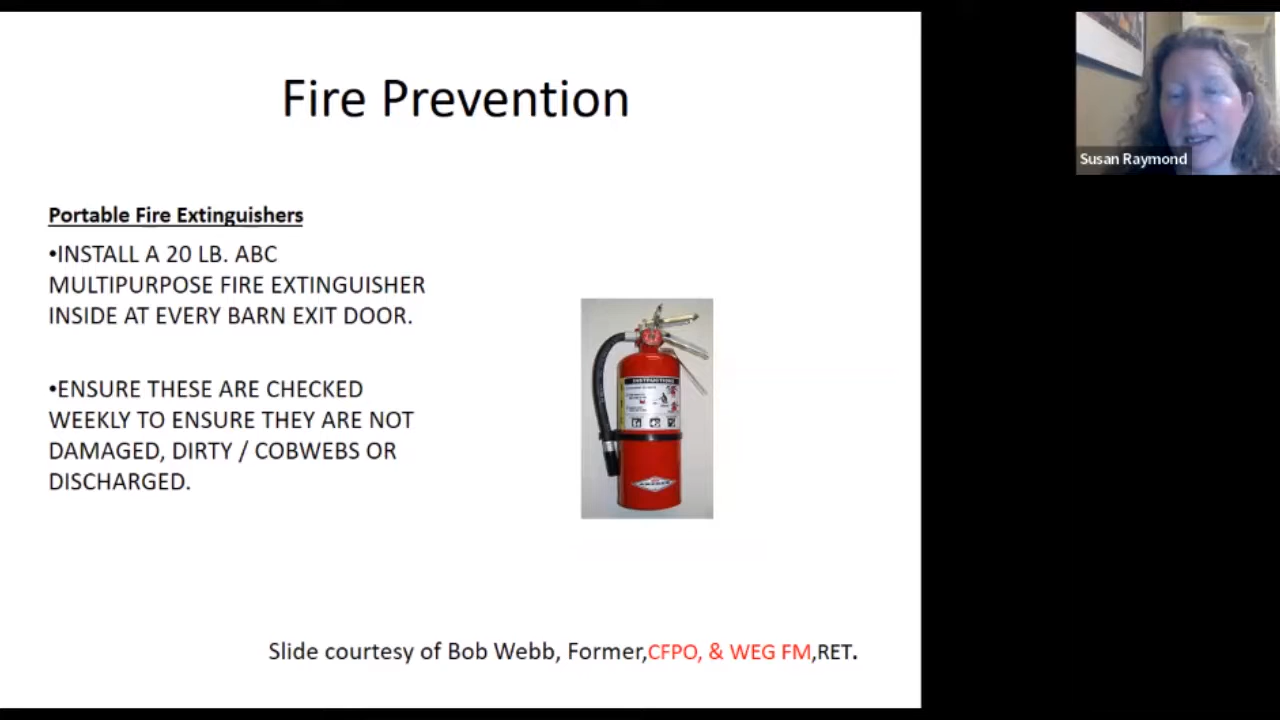 Fire Prevention
Portable Fire Extinguishers
•INSTALL A 20 LB. ABC
MULTIPURPOSE FIRE EXTINGUISHER
INSIDE AT EVERY BARN EXIT DOOR.
•ENSURE THESE ARE CHECKED
WEEKLY TO ENSURE THEY ARE NOT
DAMAGED, DIRTY / COBWEBS OR
DISCHARGED.
INSTRUCTIONS
Slide courtesy of Bob Webb, Former,CFPO, & WEG FM,RET.
Susan Raymond